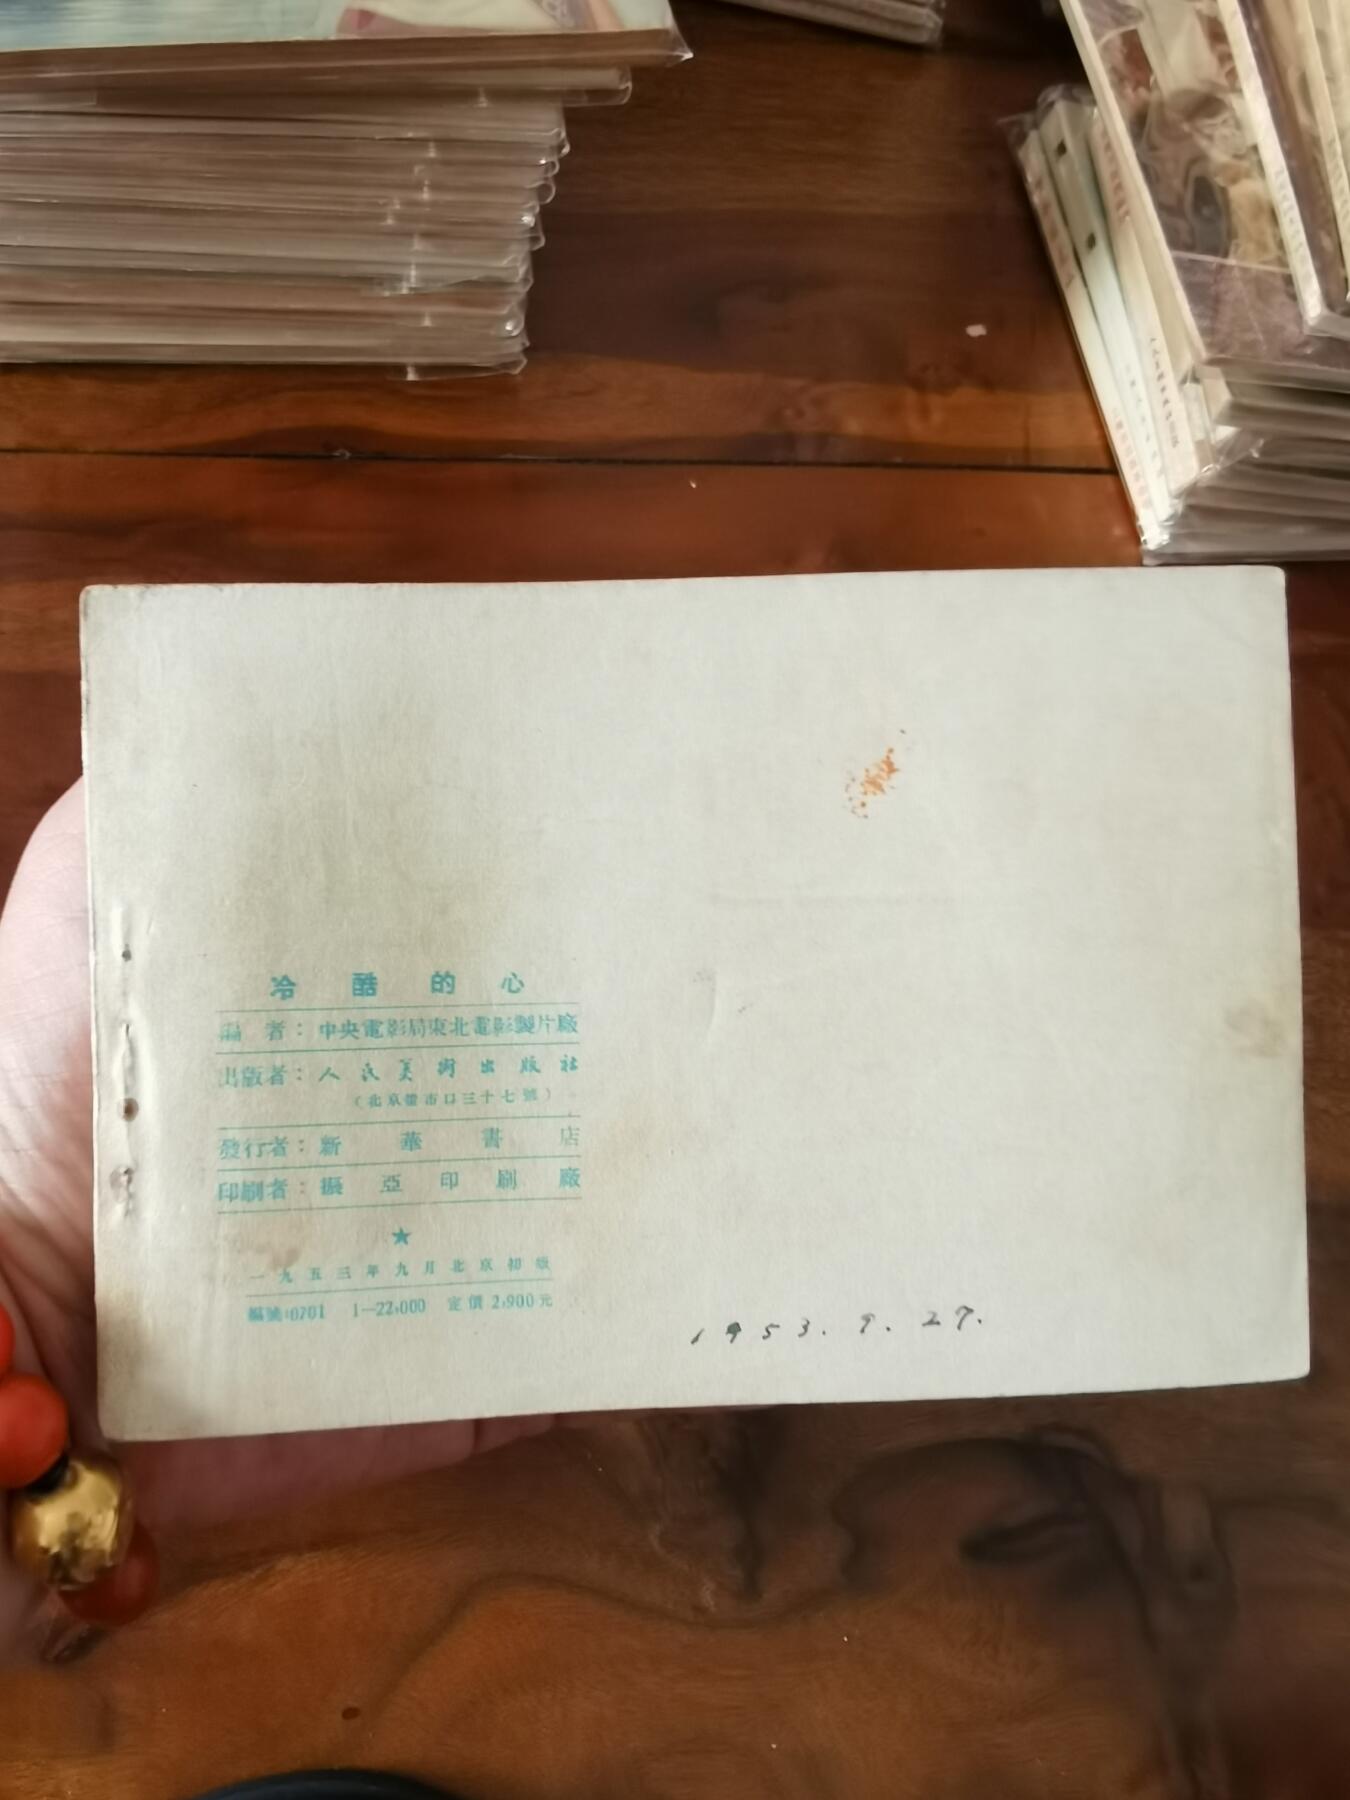 冷酷的心
編者：中央電影局東北電影製片廠
出版者：人民美術出版社
（北京燈市口三十七號）
發行者：新華書店
印刷者：振亞印刷廠
★
一九五三年九月北京初版
編號:0701 1—22,000 定價2,900元
1953. 9. 27.